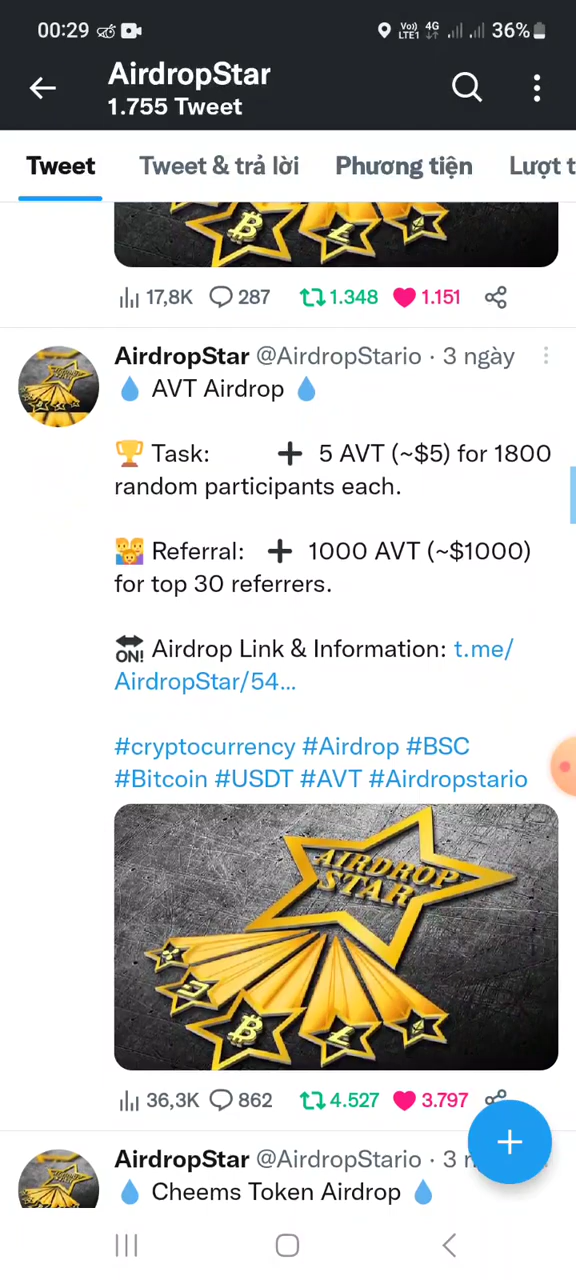 00:29 Vo)) LTE1 4G 36%
AirdropStar
1.755 Tweet
Tweet Tweet & trả lời Phương tiện Lượt t
17,8K 287 1.348 1.151
AirdropStar @AirdropStario · 3 ngày
💧 AVT Airdrop 💧
🏆 Task: ➕ 5 AVT (~$5) for 1800
random participants each.
👨‍👩‍👦 Referral: ➕ 1000 AVT (~$1000)
for top 30 referrers.
🔛 Airdrop Link & Information: t.me/
AirdropStar/54...
#cryptocurrency #Airdrop #BSC
#Bitcoin #USDT #AVT #Airdropstario
AIRDROP
STAR
36,3K 862 4.527 3.797
AirdropStar @AirdropStario · 3 n
💧 Cheems Token Airdrop 💧